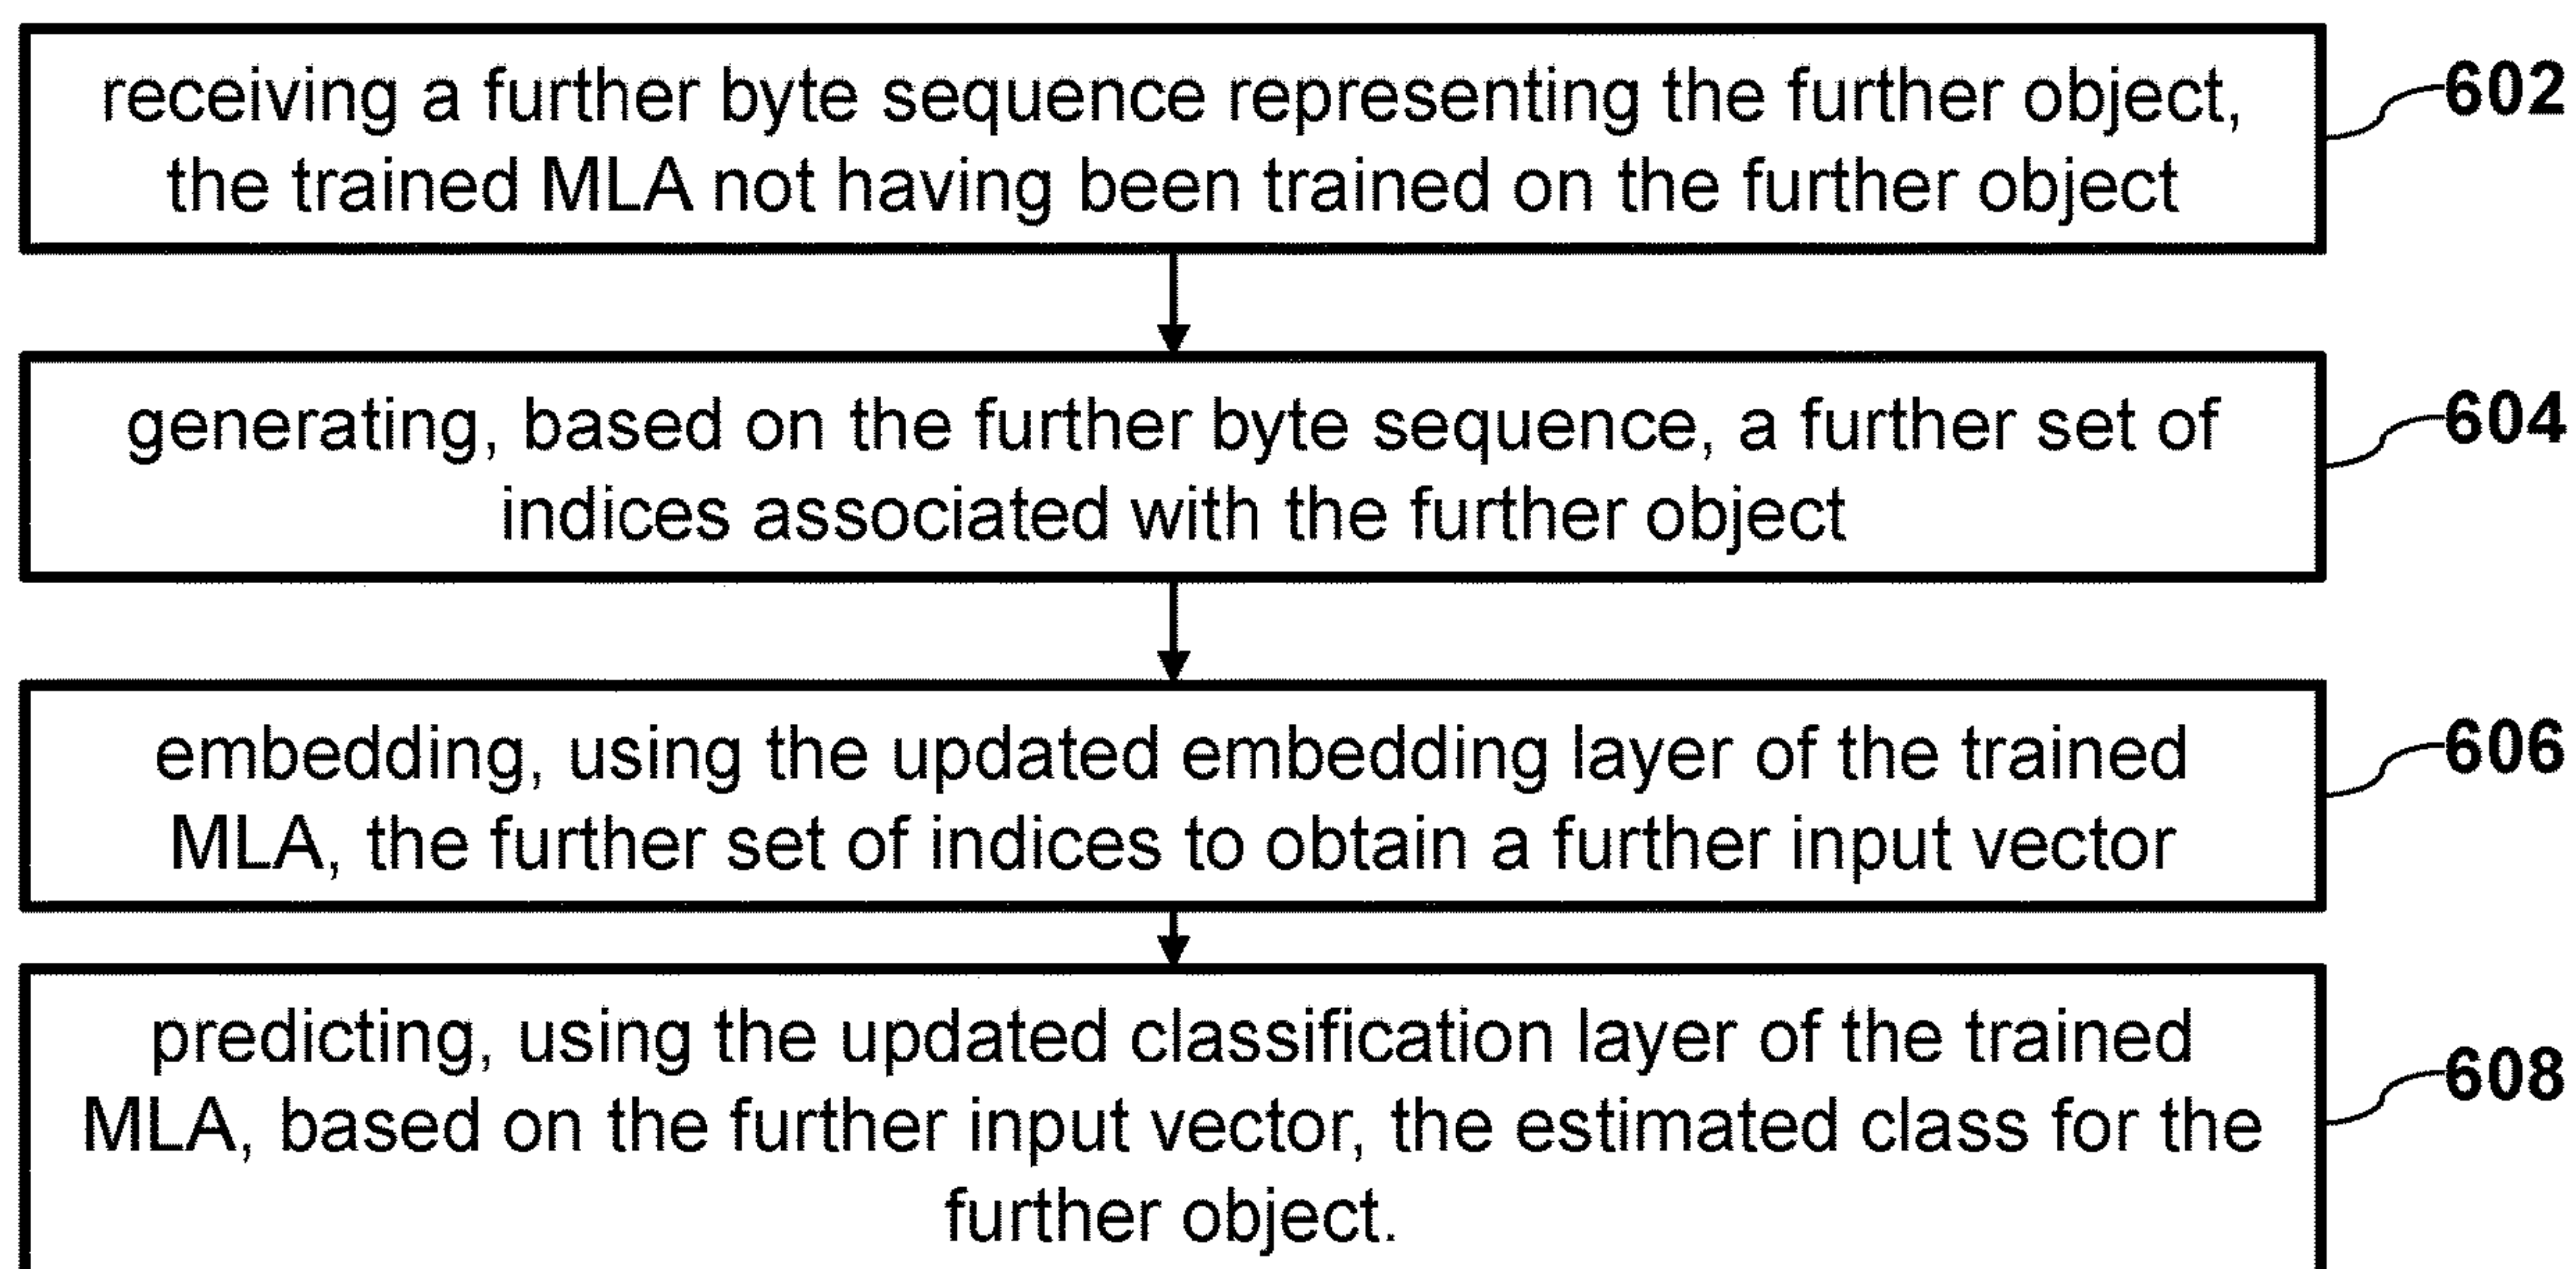 receiving a further byte sequence representing the further object,
the trained MLA not having been trained on the further object
602
generating, based on the further byte sequence, a further set of
indices associated with the further object
604
embedding, using the updated embedding layer of the trained
MLA, the further set of indices to obtain a further input vector
606
predicting, using the updated classification layer of the trained
MLA, based on the further input vector, the estimated class for the
further object.
608